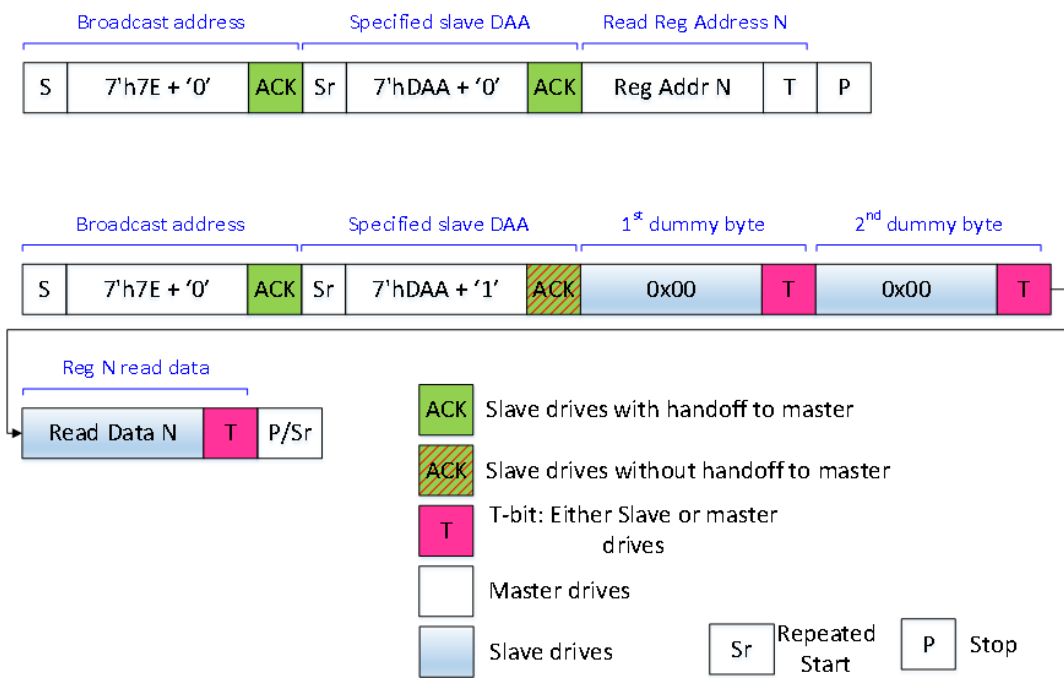 Broadcast address Specified slave DAA Read Reg Address N
S 7'h7E + '0' ACK Sr 7'hDAA + '0' ACK Reg Addr N T P
Broadcast address Specified slave DAA 1st dummy byte 2nd dummy byte
S 7'h7E + '0' ACK Sr 7'hDAA + '1' ACK 0x00 T 0x00 T
Reg N read data
Read Data N T P/Sr
ACK Slave drives with handoff to master
ACK Slave drives without handoff to master
T T-bit: Either Slave or master
drives
Master drives
Slave drives
Sr Repeated
Start
P Stop